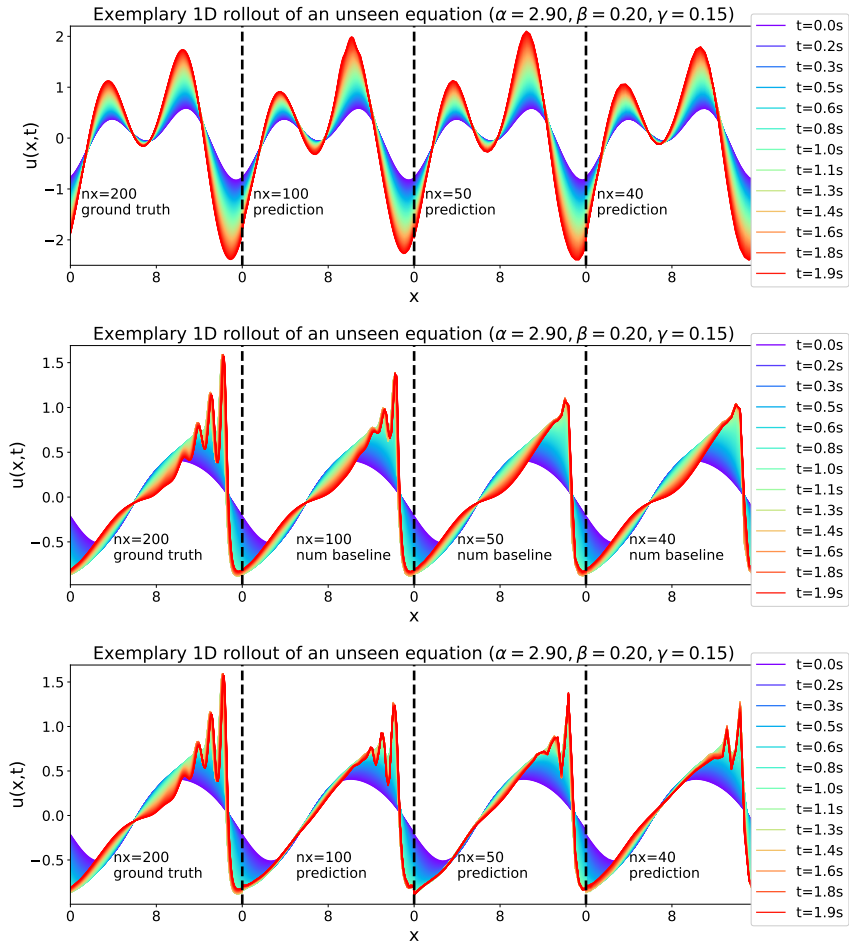 Exemplary 1D rollout of an unseen equation (α = 2.90, β = 0.20, γ = 0.15)
u(x,t)
2
1
0
−1
−2
nx=200
ground truth
nx=100
prediction
nx=50
prediction
nx=40
prediction
0 8 0 8 0 8 0 8
x
t=0.0s
t=0.2s
t=0.3s
t=0.5s
t=0.6s
t=0.8s
t=1.0s
t=1.1s
t=1.3s
t=1.4s
t=1.6s
t=1.8s
t=1.9s
Exemplary 1D rollout of an unseen equation (α = 2.90, β = 0.20, γ = 0.15)
u(x,t)
1.5
1.0
0.5
0.0
−0.5
nx=200
ground truth
nx=100
num baseline
nx=50
num baseline
nx=40
num baseline
0 8 0 8 0 8 0 8
x
t=0.0s
t=0.2s
t=0.3s
t=0.5s
t=0.6s
t=0.8s
t=1.0s
t=1.1s
t=1.3s
t=1.4s
t=1.6s
t=1.8s
t=1.9s
Exemplary 1D rollout of an unseen equation (α = 2.90, β = 0.20, γ = 0.15)
u(x,t)
1.5
1.0
0.5
0.0
−0.5
nx=200
ground truth
nx=100
prediction
nx=50
prediction
nx=40
prediction
0 8 0 8 0 8 0 8
x
t=0.0s
t=0.2s
t=0.3s
t=0.5s
t=0.6s
t=0.8s
t=1.0s
t=1.1s
t=1.3s
t=1.4s
t=1.6s
t=1.8s
t=1.9s